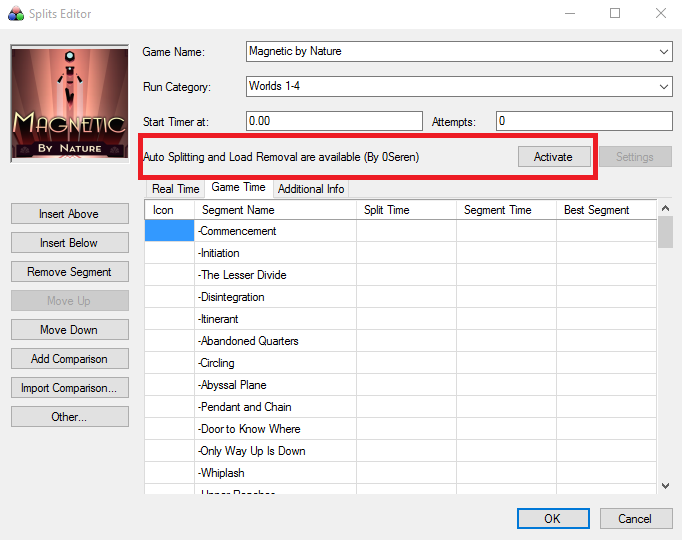 Splits Editor
MAGNETIC
BY NATURE
Game Name:
Magnetic by Nature
Run Category:
Worlds 1-4
Start Timer at:
0.00
Attempts:
0
Auto Splitting and Load Removal are available (By 0Seren)
Activate
Settings
Real Time
Game Time
Additional Info
Insert Above
Insert Below
Remove Segment
Move Up
Move Down
Add Comparison
Import Comparison...
Other...
Icon
Segment Name
Split Time
Segment Time
Best Segment
-Commencement
-Initiation
-The Lesser Divide
-Disintegration
-Itinerant
-Abandoned Quarters
-Circling
-Abyssal Plane
-Pendant and Chain
-Door to Know Where
-Only Way Up Is Down
-Whiplash
-Upper Reaches
OK
Cancel